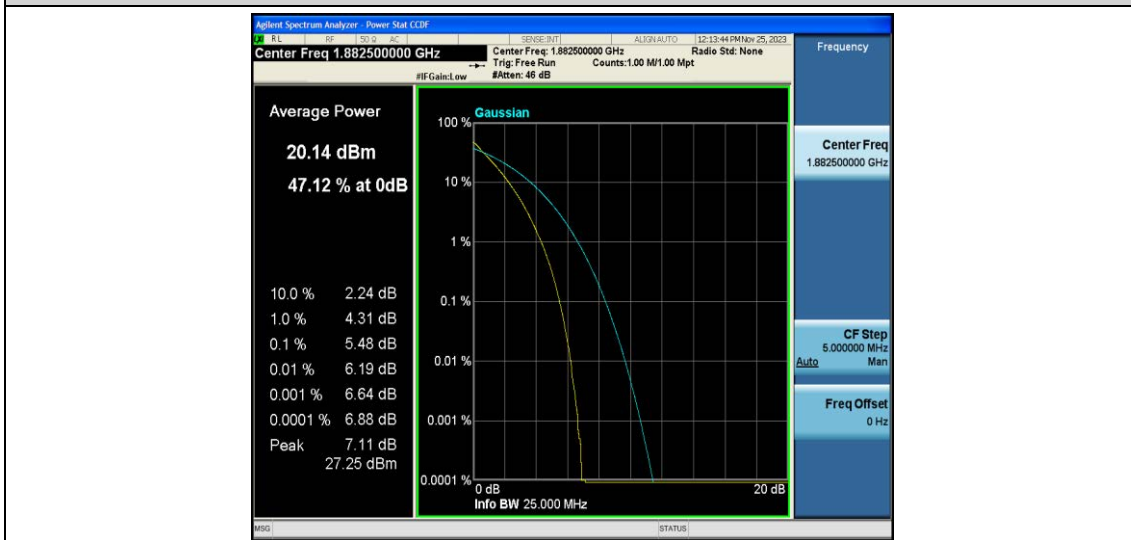 Agilent Spectrum Analyzer - Power Stat CCDF
RL RF 50 Ω AC SENSE:INT ALIGN AUTO 12:13:44 PM Nov 25, 2023
Center Freq 1.882500000 GHz
Center Freq: 1.882500000 GHz Radio Std: None
Trig: Free Run Counts:1.00 M/1.00 Mpt
#IFGain:Low #Atten: 46 dB
Frequency
Average Power
20.14 dBm
47.12 % at 0dB
10.0 % 2.24 dB
1.0 % 4.31 dB
0.1 % 5.48 dB
0.01 % 6.19 dB
0.001 % 6.64 dB
0.0001 % 6.88 dB
Peak 7.11 dB
27.25 dBm
Gaussian
100 %
10 %
1 %
0.1 %
0.01 %
0.001 %
0.0001 %
0 dB 20 dB
Info BW 25.000 MHz
Center Freq
1.882500000 GHz
CF Step
5.000000 MHz
Auto Man
Freq Offset
0 Hz
MSG STATUS